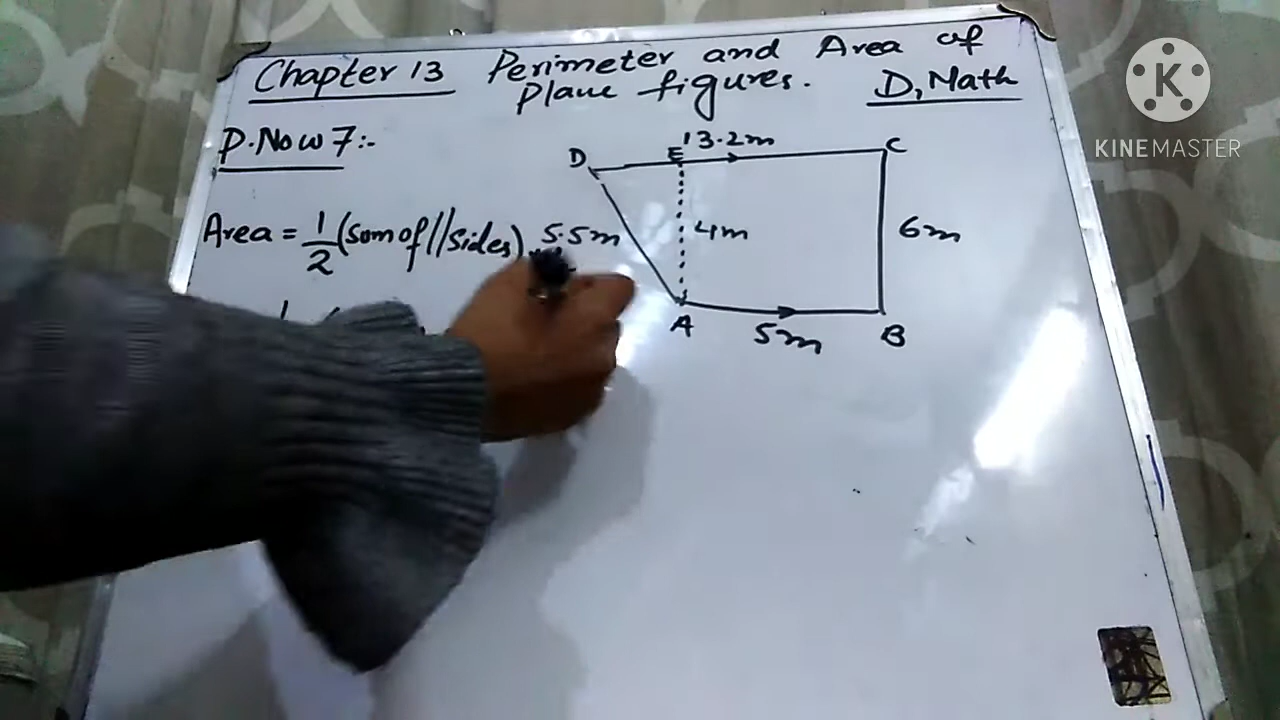 Chapter 13 Perimeter and Area of
Plane figures. D, Math
KINEMASTER
P. Now 7:-
D E 13.2m C
Area = 1/2 (Sum of // sides) 5.5m 4m 6m
A 5m B